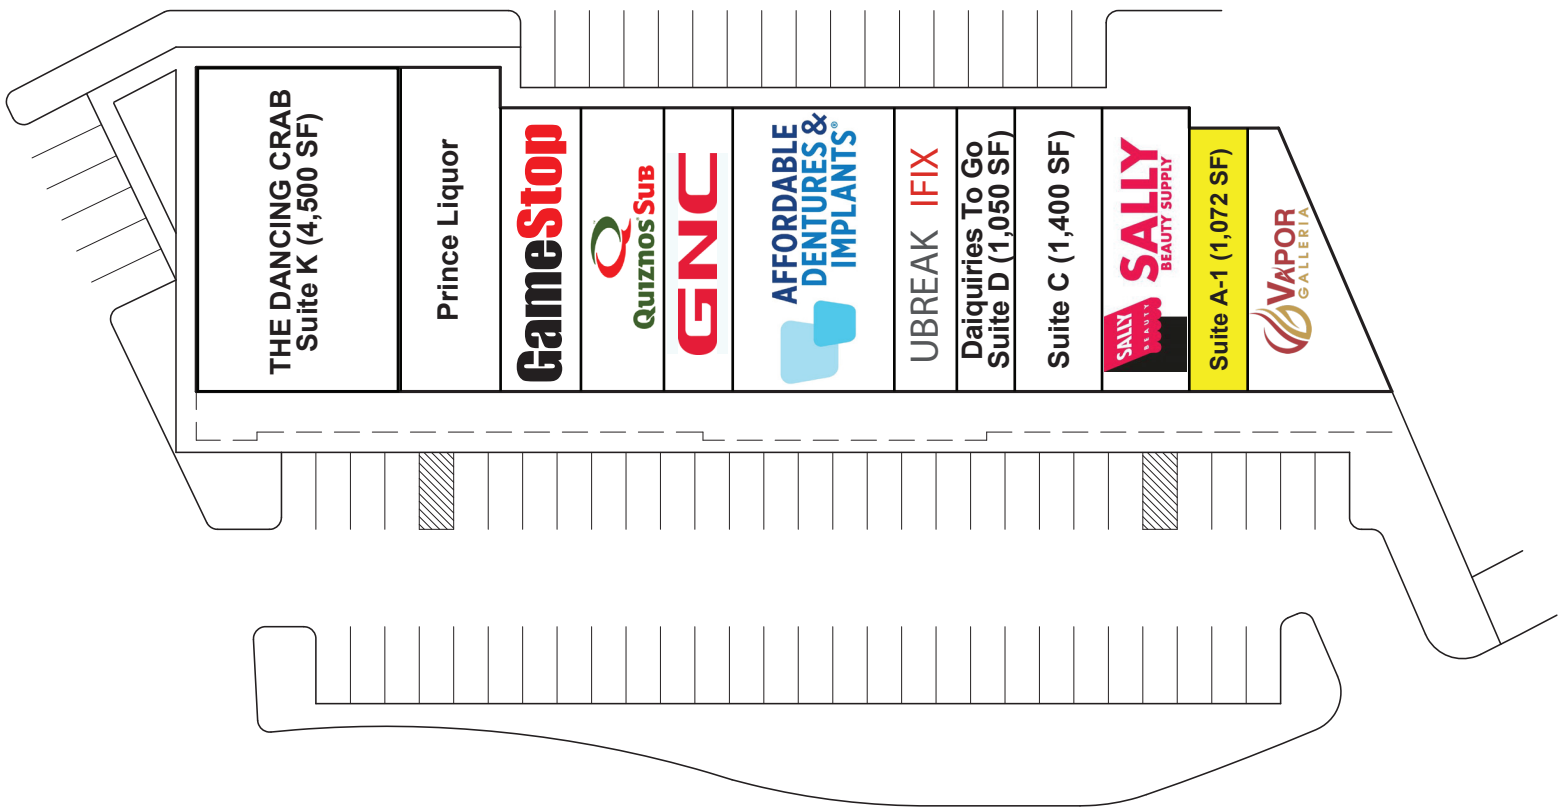 THE DANCING CRAB
Suite K (4,500 SF)
Prince Liquor
GameStop
Quiznos Sub
GNC
AFFORDABLE
DENTURES &
IMPLANTS®
UBREAK IFIX
Daiquiries To Go
Suite D (1,050 SF)
Suite C (1,400 SF)
SALLY
BEAUTY
SALLY
BEAUTY SUPPLY
Suite A-1 (1,072 SF)
VAPOR
GALLERIA